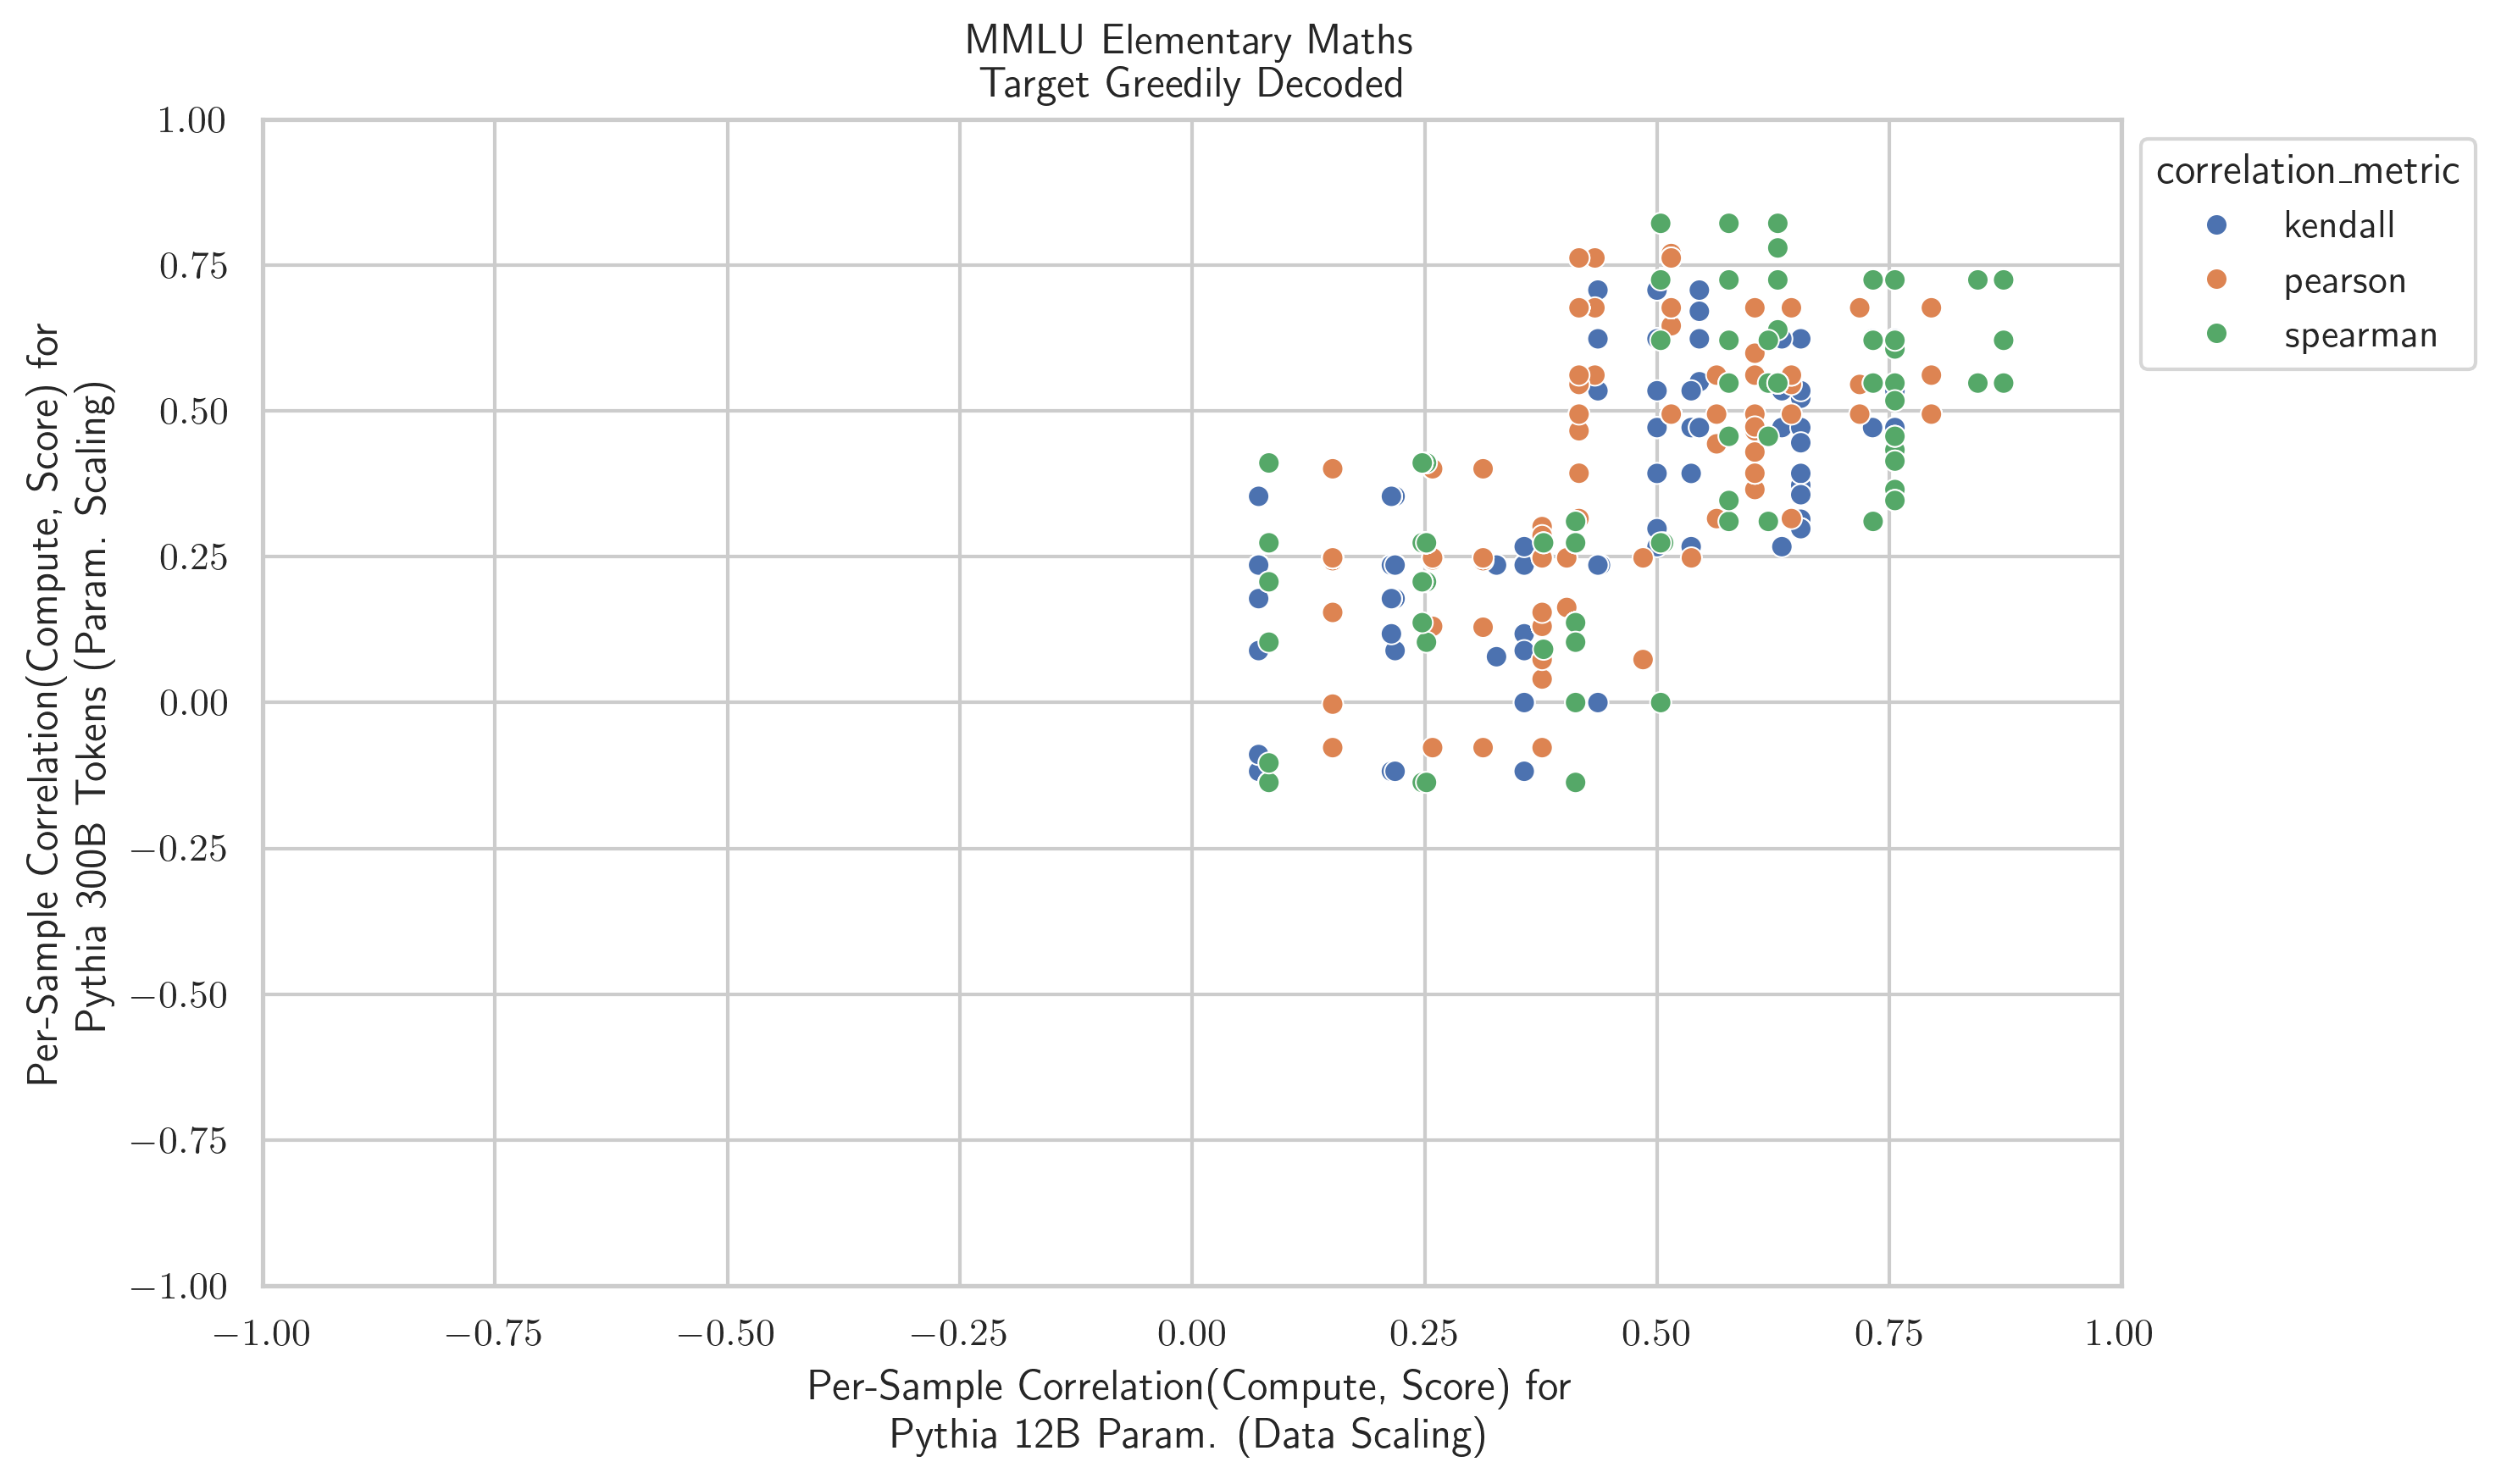 MMLU Elementary Maths
Target Greedily Decoded
1.00
0.75
0.50
0.25
0.00
−0.25
−0.50
−0.75
−1.00
Per-Sample Correlation(Compute, Score) for
Pythia 300B Tokens (Param. Scaling)
correlation_metric
kendall
pearson
spearman
−1.00 −0.75 −0.50 −0.25 0.00 0.25 0.50 0.75 1.00
Per-Sample Correlation(Compute, Score) for
Pythia 12B Param. (Data Scaling)